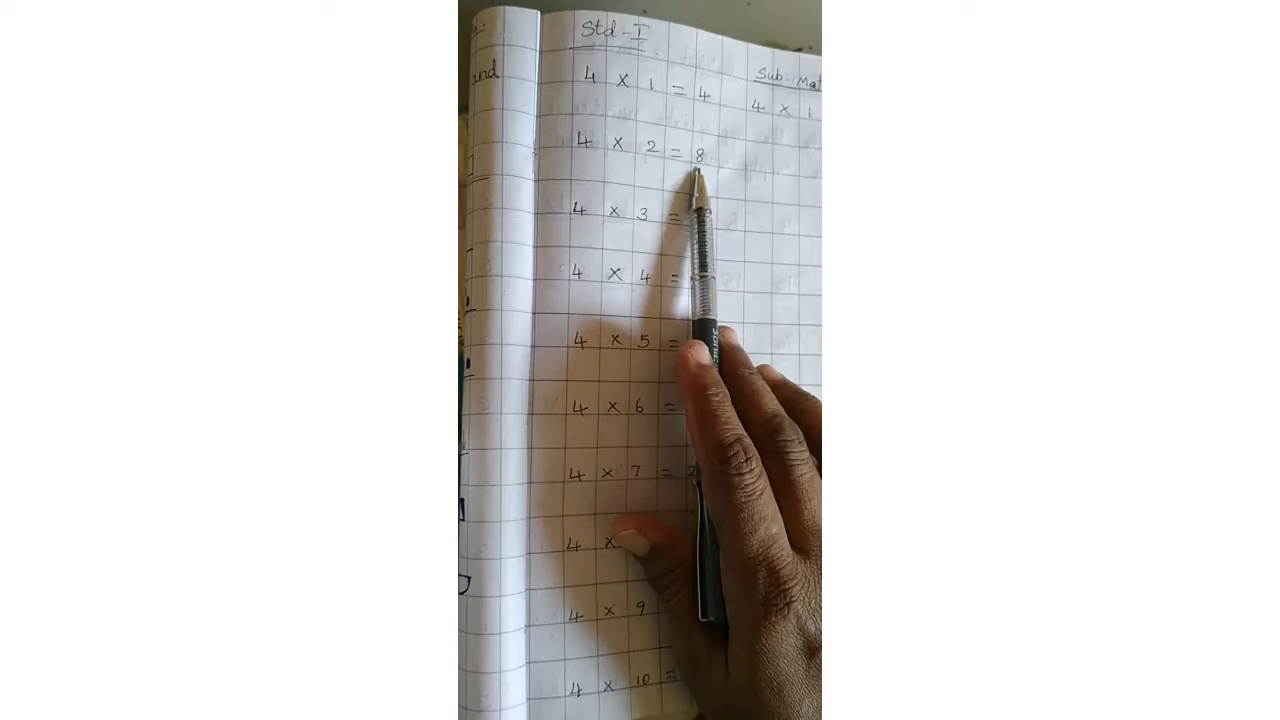 and
Std-I
Sub-Mat
4 × 1 = 4
4 × 1
4 × 2 = 8
4 × 3 =
4 × 4 =
4 × 5 =
4 × 6 =
4 × 7 = 2
4 ×
4 × 9
4 × 10 =